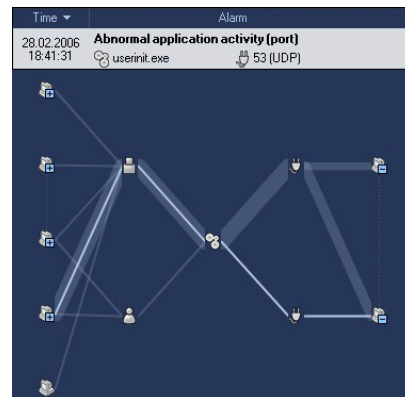 Time Alarm
28.02.2006 Abnormal application activity (port)
18:41:31 userinit.exe 53 (UDP)